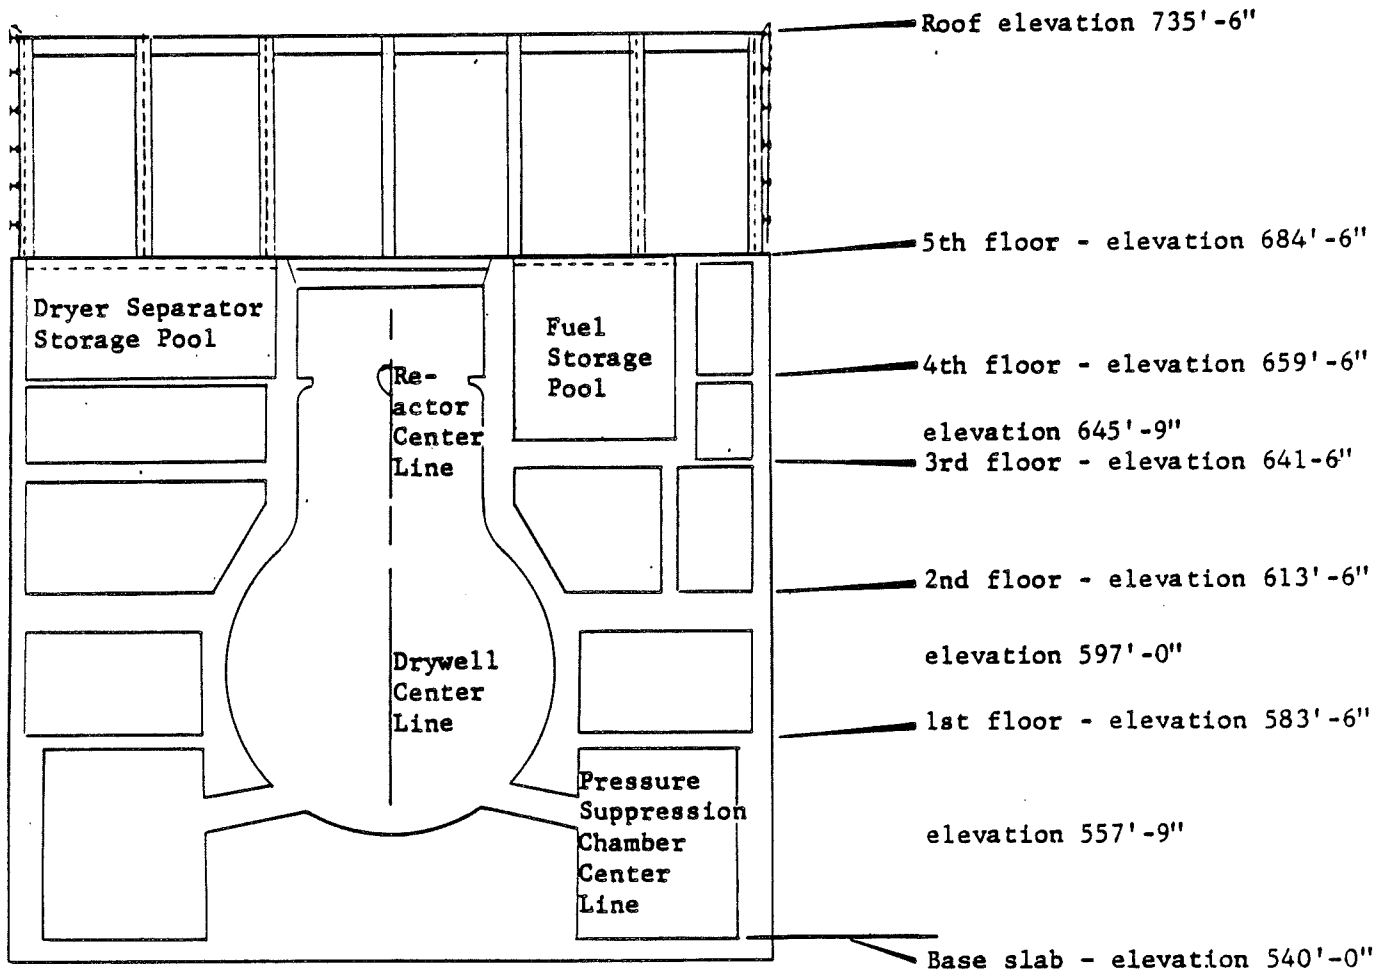 Roof elevation 735'-6"
5th floor - elevation 684'-6"
Dryer Separator
Storage Pool
Fuel
Storage
Pool
4th floor - elevation 659'-6"
Re-
actor
Center
Line
elevation 645'-9"
3rd floor - elevation 641-6"
2nd floor - elevation 613'-6"
Drywell
Center
Line
elevation 597'-0"
1st floor - elevation 583'-6"
Pressure
Suppression
Chamber
Center
Line
elevation 557'-9"
Base slab - elevation 540'-0"